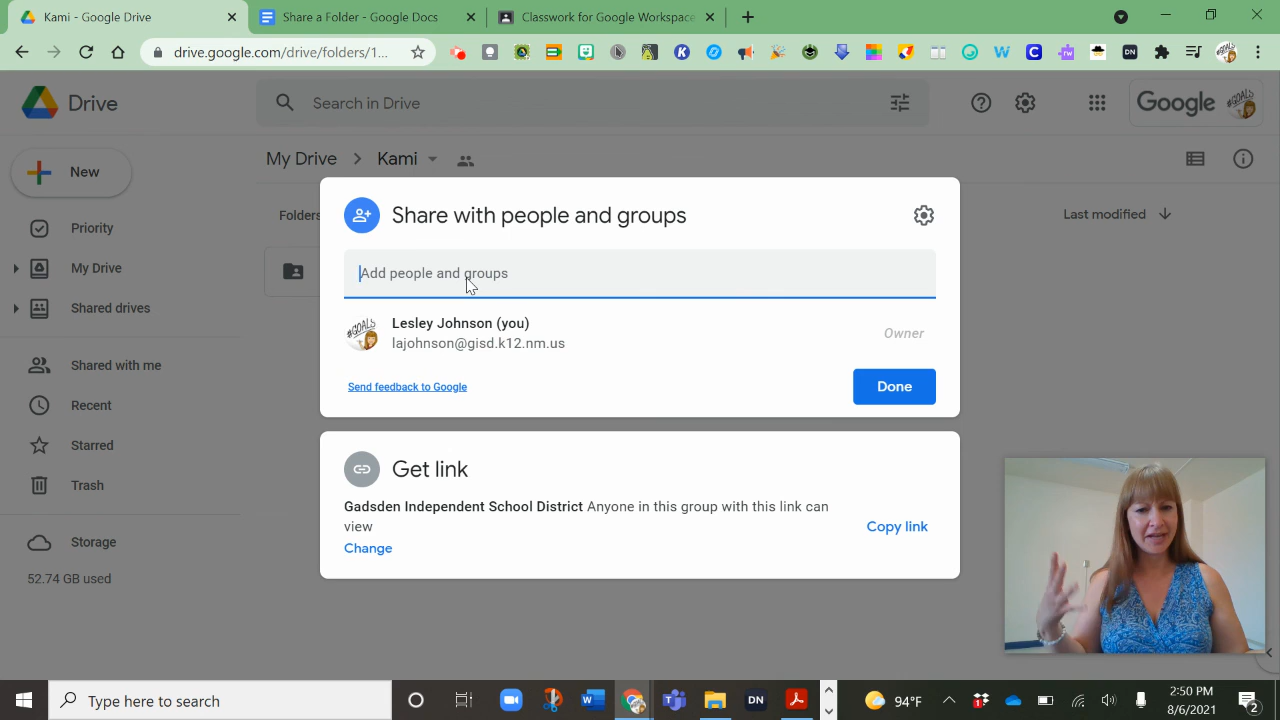 Kami - Google Drive
Share a Folder - Google Docs
Classwork for Google Workspace
drive.google.com/drive/folders/1...
Drive
Search in Drive
Google
New
My Drive
Kami
Priority
My Drive
Shared drives
Shared with me
Recent
Starred
Trash
Storage
52.74 GB used
Folders
Last modified
Share with people and groups
Add people and groups
Lesley Johnson (you)
lajohnson@gisd.k12.nm.us
Owner
Send feedback to Google
Done
Get link
Gadsden Independent School District Anyone in this group with this link can
view
Change
Copy link
Type here to search
DN
94°F
2:50 PM
8/6/2021
2